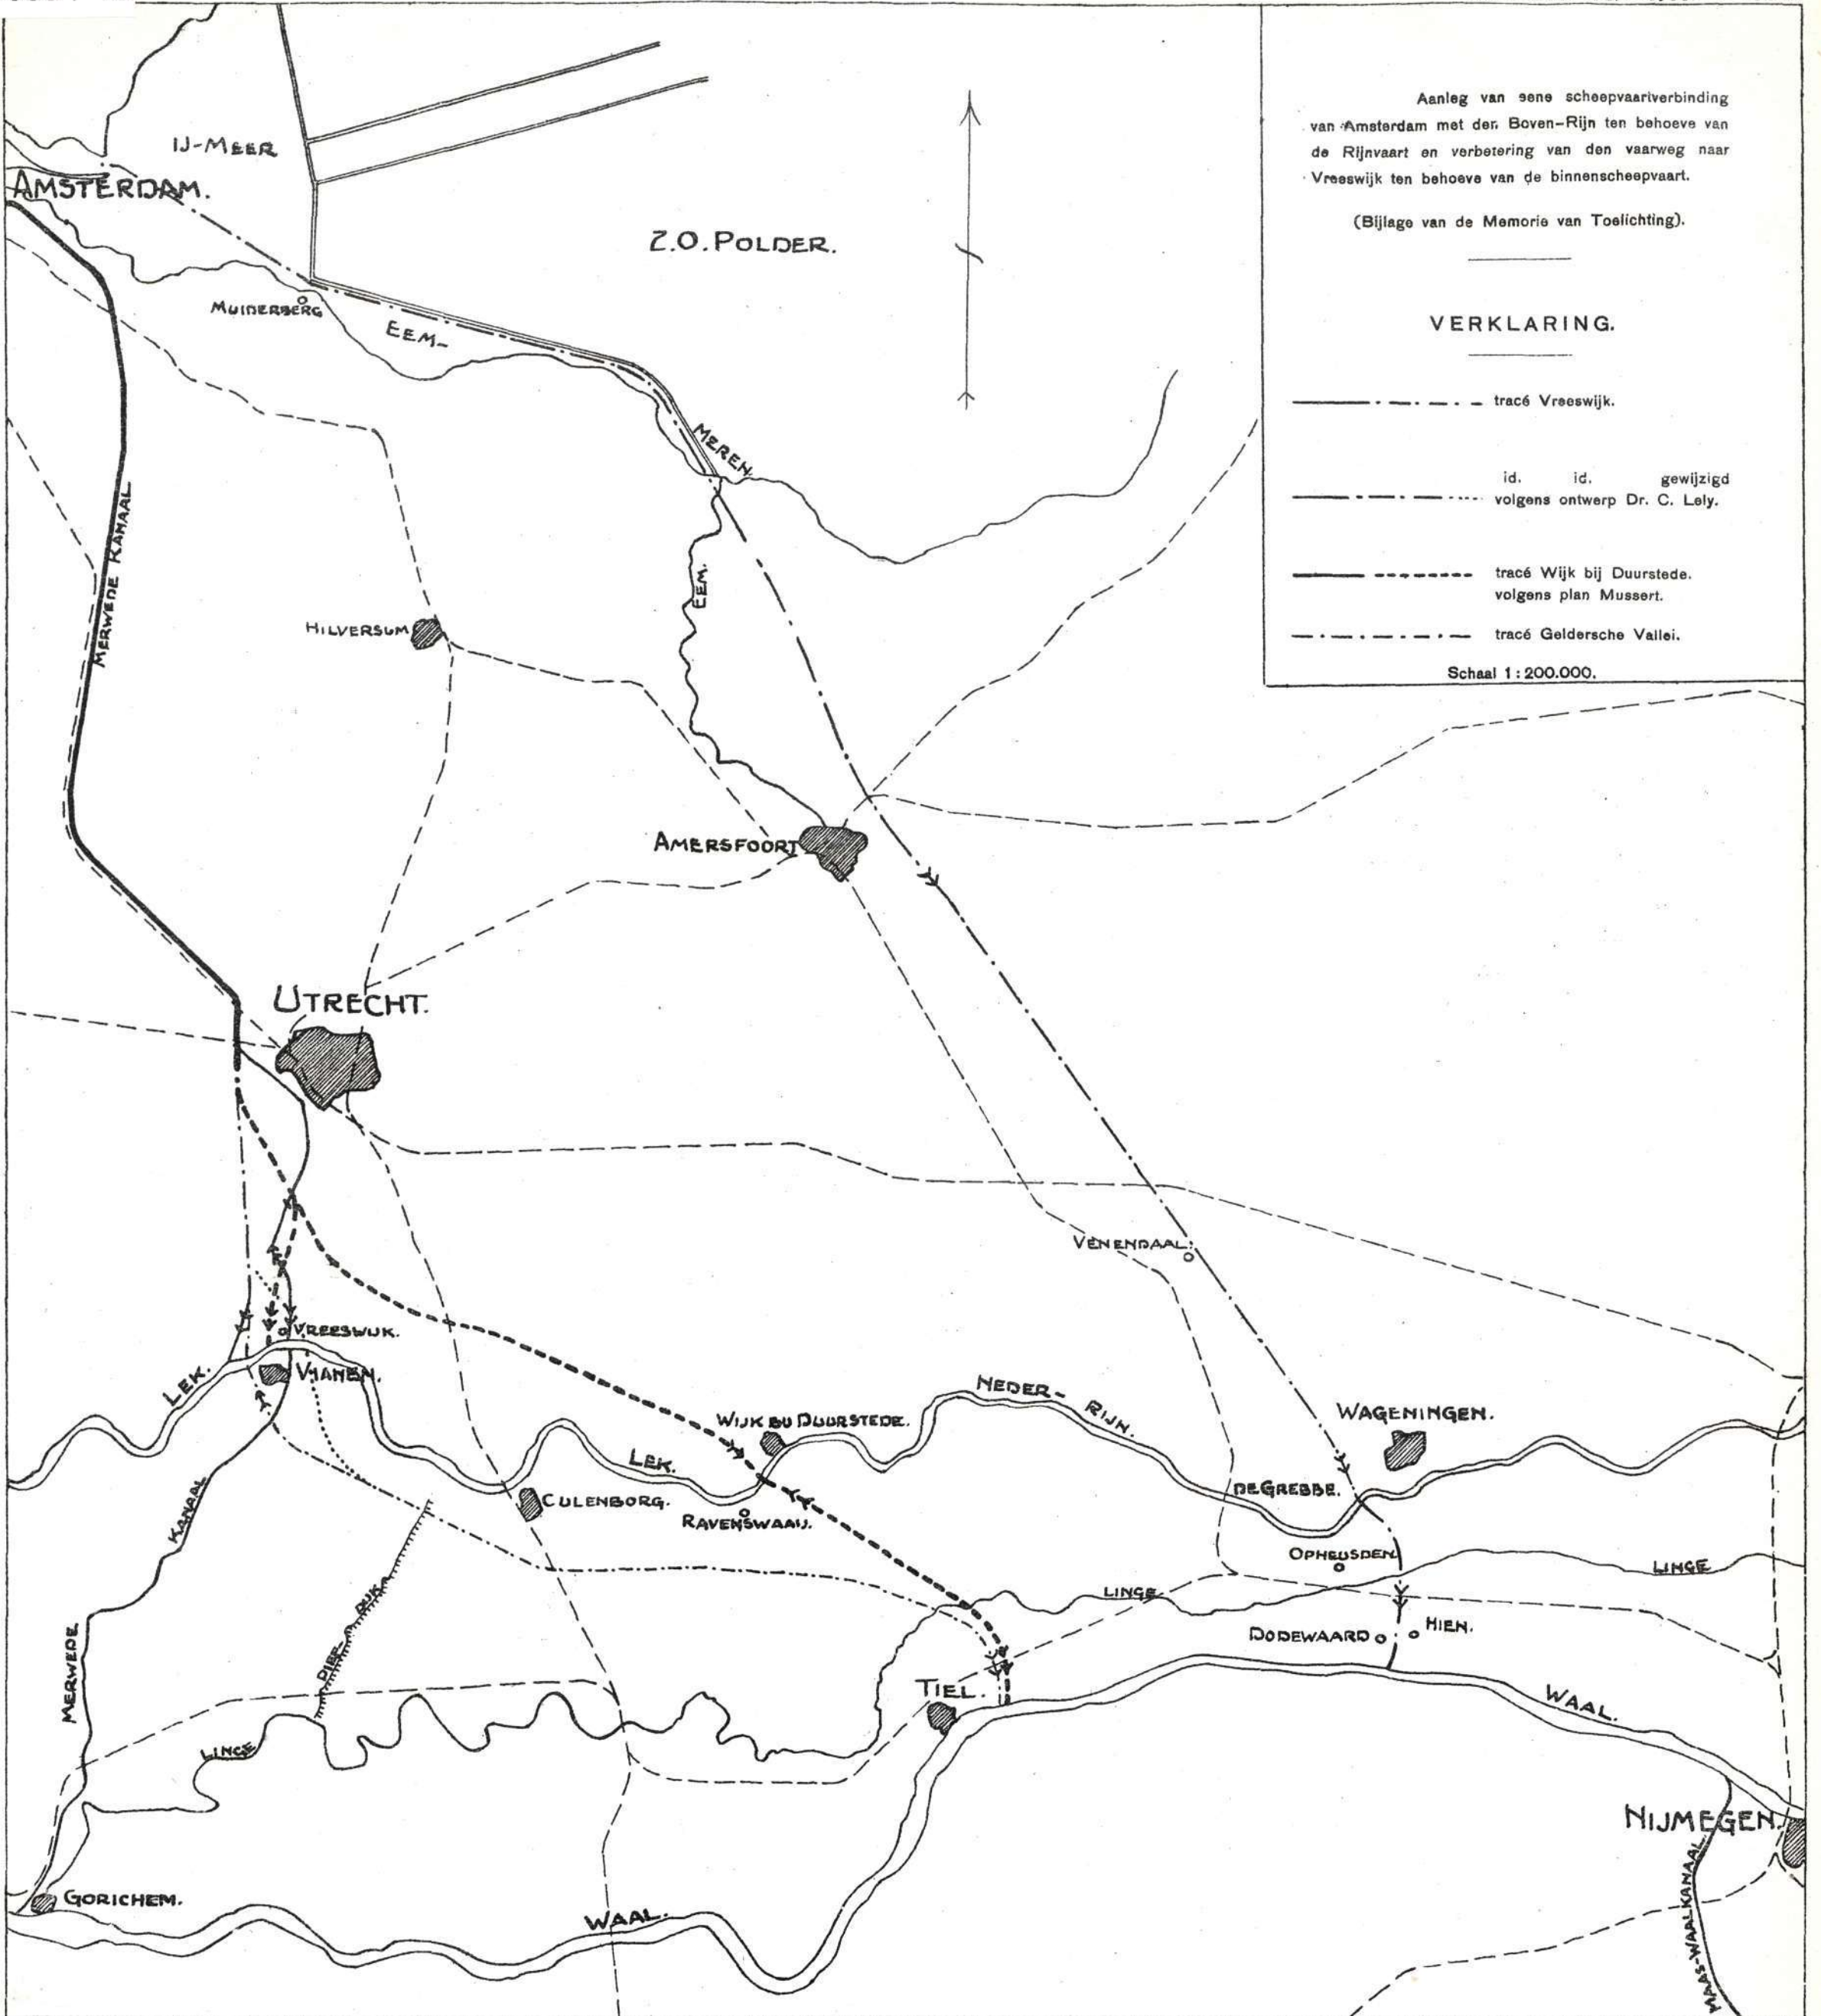 Aanleg van eene scheepvaartverbinding
van Amsterdam met den Boven-Rijn ten behoeve van
de Rijnvaart en verbetering van den vaarweg naar
Vreeswijk ten behoeve van de binnenscheepvaart.
(Bijlage van de Memorie van Toelichting).
VERKLARING.
tracé Vreeswijk.
id. id. gewijzigd
volgens ontwerp Dr. C. Lely.
tracé Wijk bij Duurstede.
volgens plan Mussert.
tracé Geldersche Vallei.
Schaal 1:200.000.
IJ-MEER
AMSTERDAM.
Z.O. POLDER.
MUIDERBERG
EEM-
MEREN.
MERWEDE KANAAL
EEM.
HILVERSUM
AMERSFOORT
UTRECHT.
VENENDAAL.
VREESWIJK.
VIANEN.
LEK.
NEDER-
RIJN.
WAGENINGEN.
WIJK BIJ DUURSTEDE.
LEK.
CULENBORG.
RAVENSWAAIJ.
DE GREBBE.
KANAAL
OPHEUSDEN
LINGE
LINGE
DIEF DIJK
MERWEDE
DODEWAARD
HIEN.
TIEL.
WAAL.
LINGE
NIJMEGEN.
MAAS-WAALKANAAL.
GORICHEM.
WAAL.